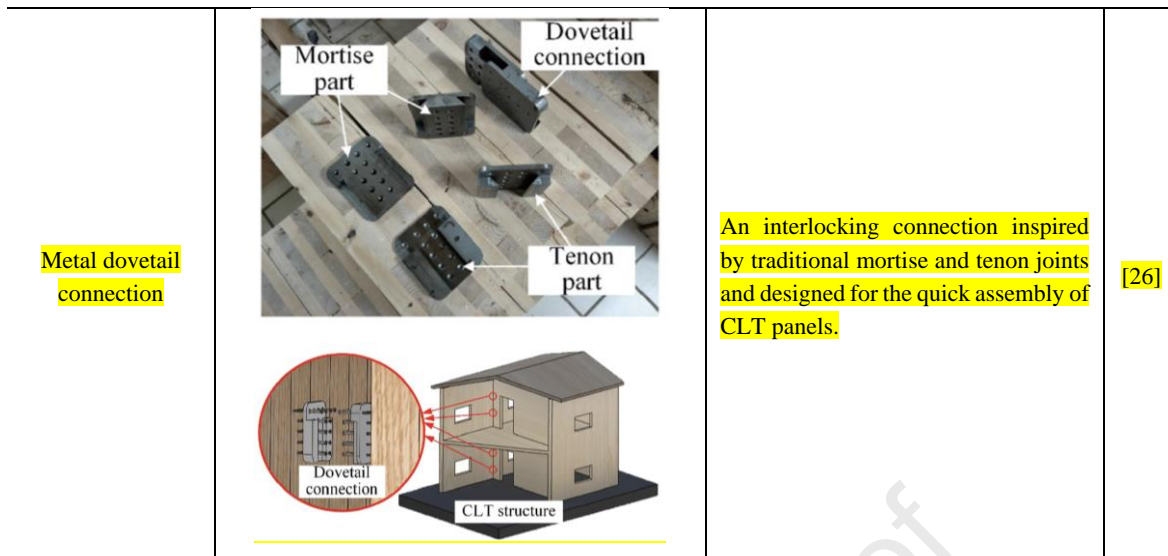 Metal dovetail
connection
Mortise
part
Dovetail
connection
Tenon
part
Dovetail
connection
CLT structure
An interlocking connection inspired
by traditional mortise and tenon joints
and designed for the quick assembly of
CLT panels.
[26]
of